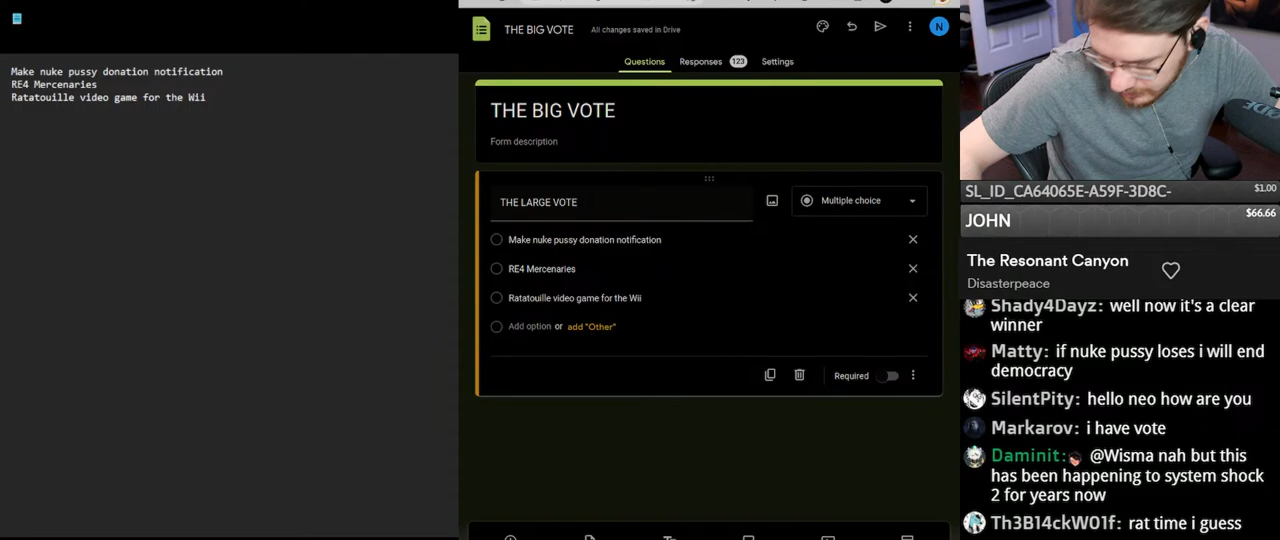 Make nuke pussy donation notification
RE4 Mercenaries
Ratatouille video game for the Wii
THE BIG VOTE
All changes saved in Drive
N
Questions
Responses 123
Settings
THE BIG VOTE
Form description
THE LARGE VOTE
Multiple choice
Make nuke pussy donation notification
RE4 Mercenaries
Ratatouille video game for the Wii
Add option or add "Other"
Required
SL_ID_CA64065E-A59F-3D8C- $1.00
JOHN $66.66
The Resonant Canyon
Disasterpeace
Shady4Dayz: well now it's a clear
winner
Matty: if nuke pussy loses i will end
democracy
SilentPity: hello neo how are you
Markarov: i have vote
Daminit: @Wisma nah but this
has been happening to system shock
2 for years now
Th3B14ckW01f: rat time i guess